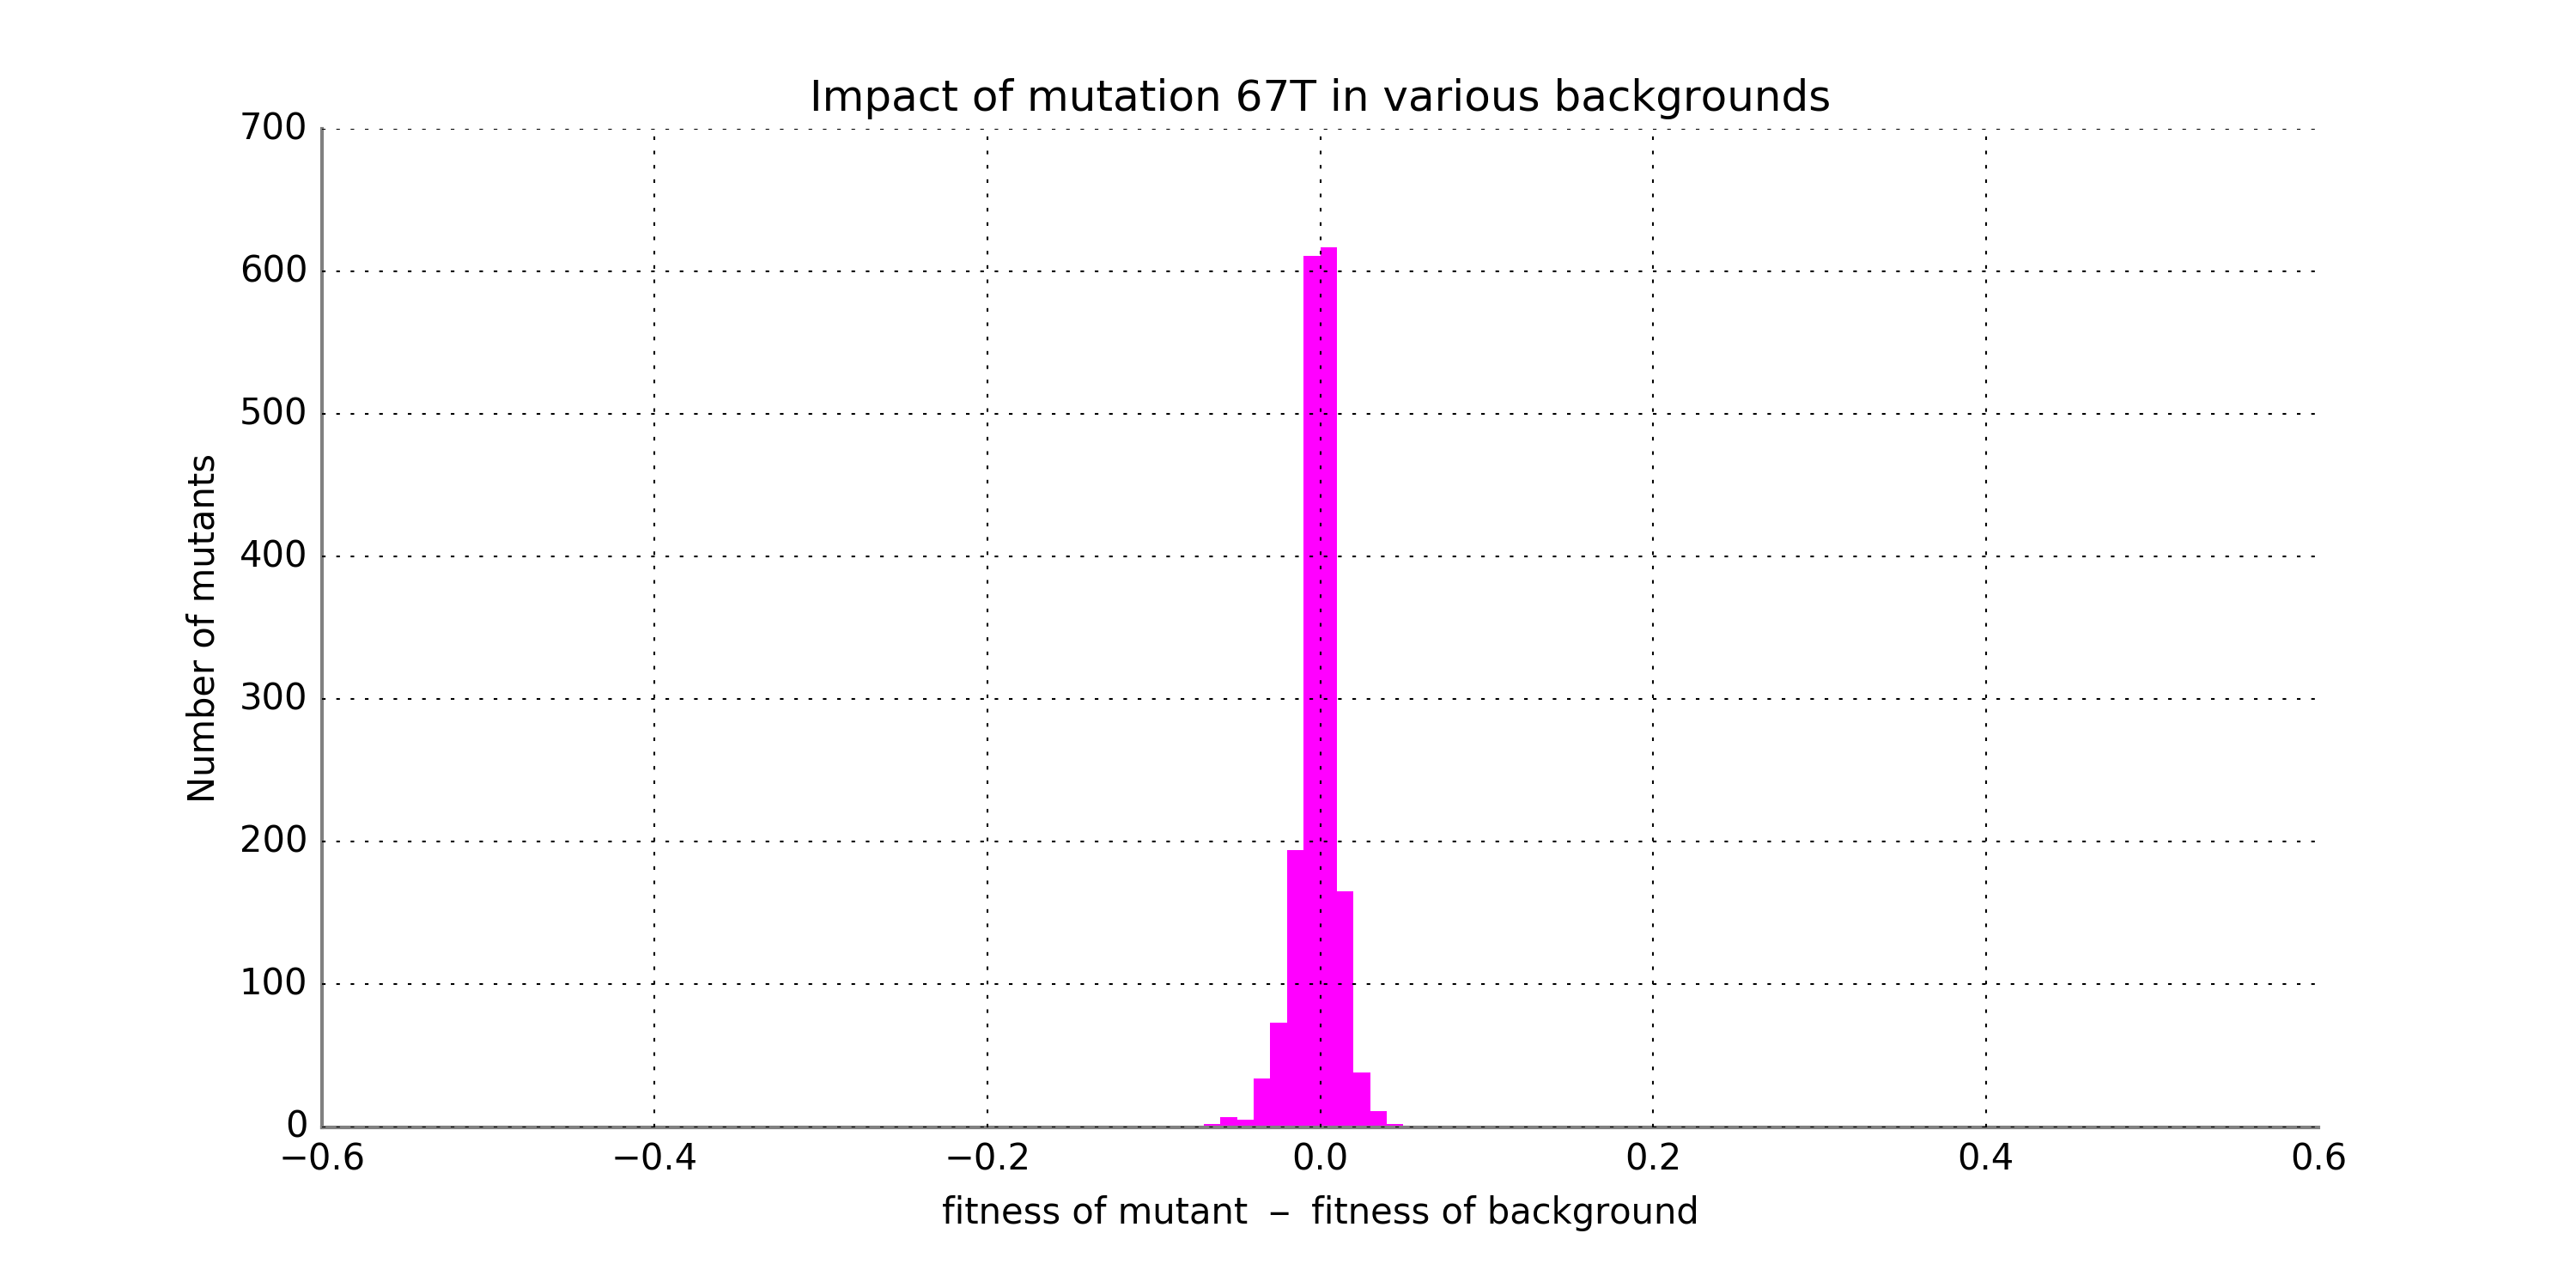 Impact of mutation 67T in various backgrounds
700
600
500
400
300
200
100
0
Number of mutants
−0.6 −0.4 −0.2 0.0 0.2 0.4 0.6
fitness of mutant − fitness of background